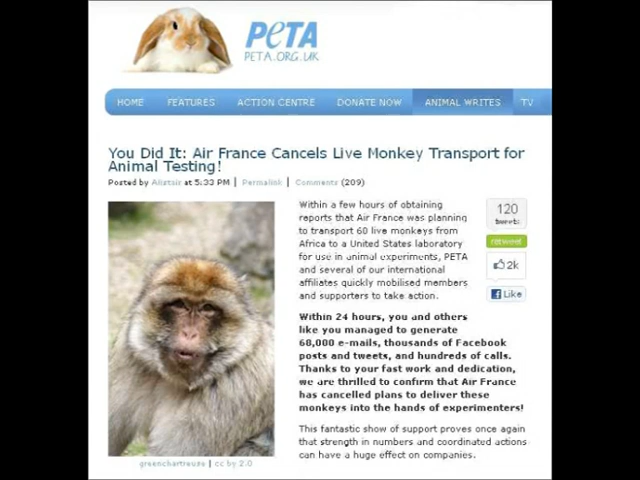 PETA
PETA.ORG.UK
HOME FEATURES ACTION CENTRE DONATE NOW ANIMAL WRITES TV
You Did It: Air France Cancels Live Monkey Transport for
Animal Testing!
Posted by Alistair at 5:33 PM | Permalink | Comments (209)
Within a few hours of obtaining
reports that Air France was planning
to transport 60 live monkeys from
Africa to a United States laboratory
for use in animal experiments, PETA
and several of our international
affiliates quickly mobilised members
and supporters to take action.
120
tweets
retweet
2k
Like
Within 24 hours, you and others
like you managed to generate
68,000 e-mails, thousands of Facebook
posts and tweets, and hundreds of calls.
Thanks to your fast work and dedication,
we are thrilled to confirm that Air France
has cancelled plans to deliver these
monkeys into the hands of experimenters!
This fantastic show of support proves once again
that strength in numbers and coordinated actions
can have a huge effect on companies.
greenchartreuse | cc by 2.0